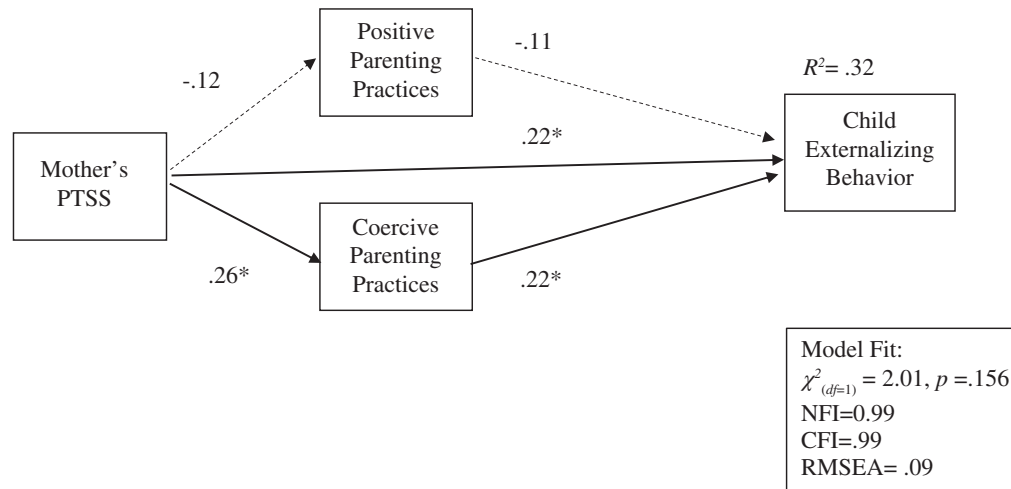 Positive
Parenting
Practices
-.11
-.12
R²= .32
Child
Externalizing
Behavior
.22*
Mother's
PTSS
Coercive
Parenting
Practices
.26*
.22*
Model Fit:
χ²(df=1) = 2.01, p =.156
NFI=0.99
CFI=.99
RMSEA= .09